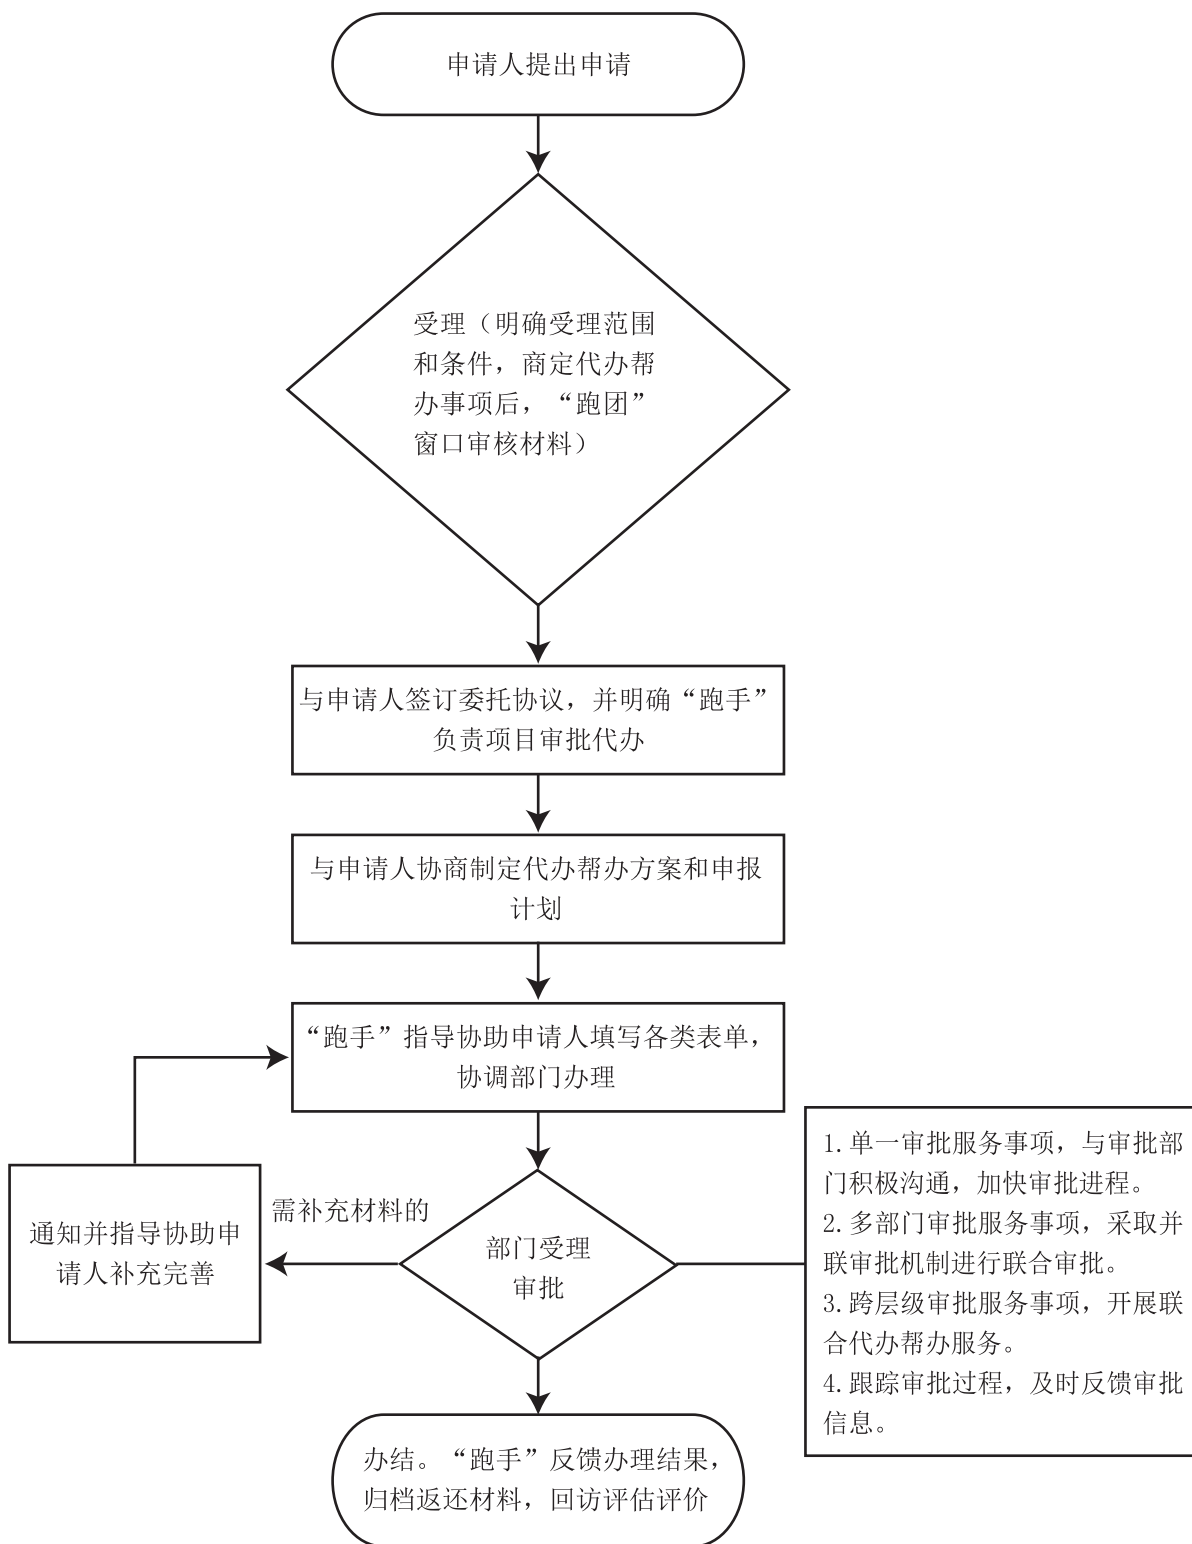 申请人提出申请
受理（明确受理范围
和条件，商定代办帮
办事项后，“跑团”
窗口审核材料）
与申请人签订委托协议，并明确“跑手”
负责项目审批代办
与申请人协商制定代办帮办方案和申报
计划
“跑手”指导协助申请人填写各类表单，
协调部门办理
需补充材料的
通知并指导协助申
请人补充完善
部门受理
审批
1.单一审批服务事项，与审批部
门积极沟通，加快审批进程。
2.多部门审批服务事项，采取并
联审批机制进行联合审批。
3.跨层级审批服务事项，开展联
合代办帮办服务。
4.跟踪审批过程，及时反馈审批
信息。
办结。“跑手”反馈办理结果，
归档返还材料，回访评估评价